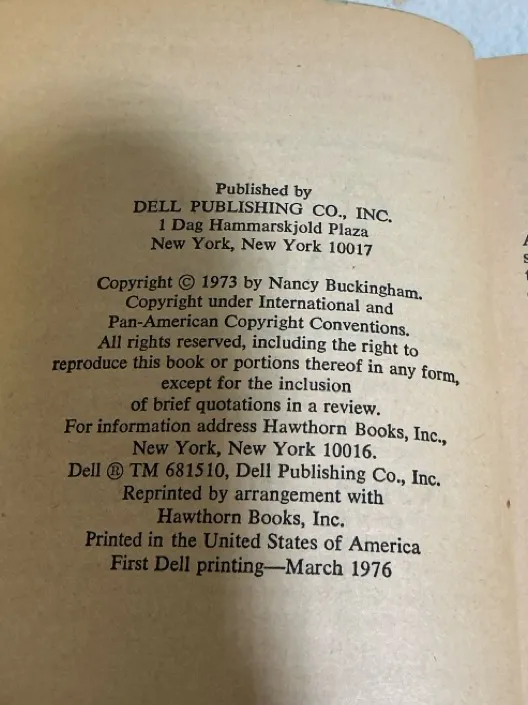 Published by
DELL PUBLISHING CO., INC.
1 Dag Hammarskjold Plaza
New York, New York 10017
Copyright © 1973 by Nancy Buckingham.
Copyright under International and
Pan-American Copyright Conventions.
All rights reserved, including the right to
reproduce this book or portions thereof in any form,
except for the inclusion
of brief quotations in a review.
For information address Hawthorn Books, Inc.,
New York, New York 10016.
Dell ® TM 681510, Dell Publishing Co., Inc.
Reprinted by arrangement with
Hawthorn Books, Inc.
Printed in the United States of America
First Dell printing—March 1976